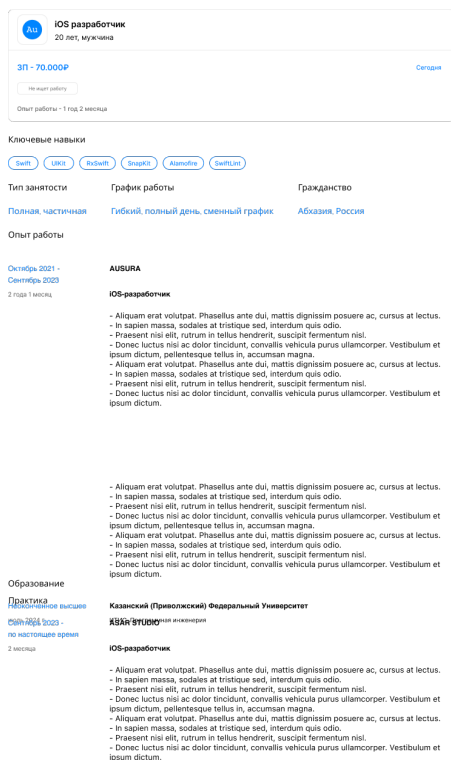 Au
iOS разработчик
20 лет, мужчина
ЗП - 70.000₽
Сегодня
Не ищет работу
Опыт работы - 1 год 2 месяца
Ключевые навыки
Swift UIKit RxSwift SnapKit Alamofire SwiftLint
Тип занятости График работы Гражданство
Полная, частичная Гибкий, полный день, сменный график Абхазия, Россия
Опыт работы
Октябрь 2021 - Сентябрь 2023
2 года 1 месяц
AUSURA
iOS-разработчик
- Aliquam erat volutpat. Phasellus ante dui, mattis dignissim posuere ac, cursus at lectus.
- In sapien massa, sodales at tristique sed, interdum quis odio.
- Praesent nisi elit, rutrum in tellus hendrerit, suscipit fermentum nisl.
- Donec luctus nisi ac dolor tincidunt, convallis vehicula purus ullamcorper. Vestibulum et
ipsum dictum, pellentesque tellus in, accumsan magna.
- Aliquam erat volutpat. Phasellus ante dui, mattis dignissim posuere ac, cursus at lectus.
- In sapien massa, sodales at tristique sed, interdum quis odio.
- Praesent nisi elit, rutrum in tellus hendrerit, suscipit fermentum nisl.
- Donec luctus nisi ac dolor tincidunt, convallis vehicula purus ullamcorper. Vestibulum et
ipsum dictum.
- Aliquam erat volutpat. Phasellus ante dui, mattis dignissim posuere ac, cursus at lectus.
- In sapien massa, sodales at tristique sed, interdum quis odio.
- Praesent nisi elit, rutrum in tellus hendrerit, suscipit fermentum nisl.
- Donec luctus nisi ac dolor tincidunt, convallis vehicula purus ullamcorper. Vestibulum et
ipsum dictum, pellentesque tellus in, accumsan magna.
- Aliquam erat volutpat. Phasellus ante dui, mattis dignissim posuere ac, cursus at lectus.
- In sapien massa, sodales at tristique sed, interdum quis odio.
- Praesent nisi elit, rutrum in tellus hendrerit, suscipit fermentum nisl.
- Donec luctus nisi ac dolor tincidunt, convallis vehicula purus ullamcorper. Vestibulum et
ipsum dictum.
Образование
Практика
Неоконченное высшее
Казанский (Приволжский) Федеральный Университет
Программная инженерия
Сентябрь 2023 -
по настоящее время
2 месяца
ASAR STUDIO
iOS-разработчик
- Aliquam erat volutpat. Phasellus ante dui, mattis dignissim posuere ac, cursus at lectus.
- In sapien massa, sodales at tristique sed, interdum quis odio.
- Praesent nisi elit, rutrum in tellus hendrerit, suscipit fermentum nisl.
- Donec luctus nisi ac dolor tincidunt, convallis vehicula purus ullamcorper. Vestibulum et
ipsum dictum, pellentesque tellus in, accumsan magna.
- Aliquam erat volutpat. Phasellus ante dui, mattis dignissim posuere ac, cursus at lectus.
- In sapien massa, sodales at tristique sed, interdum quis odio.
- Praesent nisi elit, rutrum in tellus hendrerit, suscipit fermentum nisl.
- Donec luctus nisi ac dolor tincidunt, convallis vehicula purus ullamcorper. Vestibulum et
ipsum dictum.